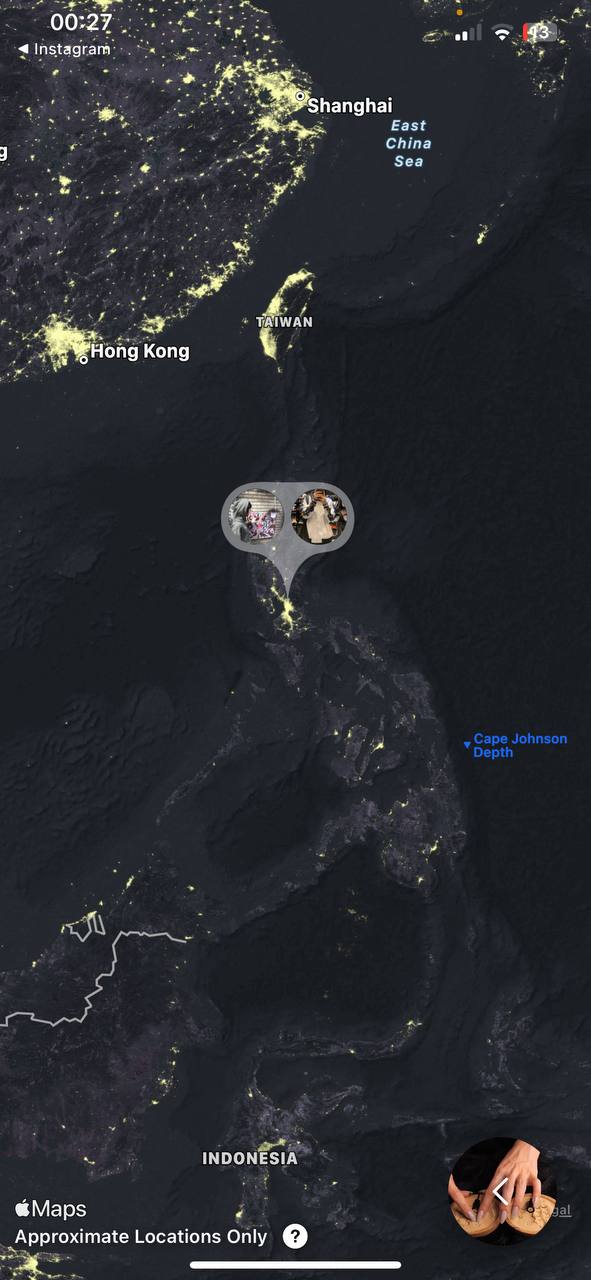 00:27
13
◀ Instagram
Shanghai
East
China
Sea
g
TAIWAN
Hong Kong
Cape Johnson
Depth
INDONESIA
Maps
gal
Approximate Locations Only
?